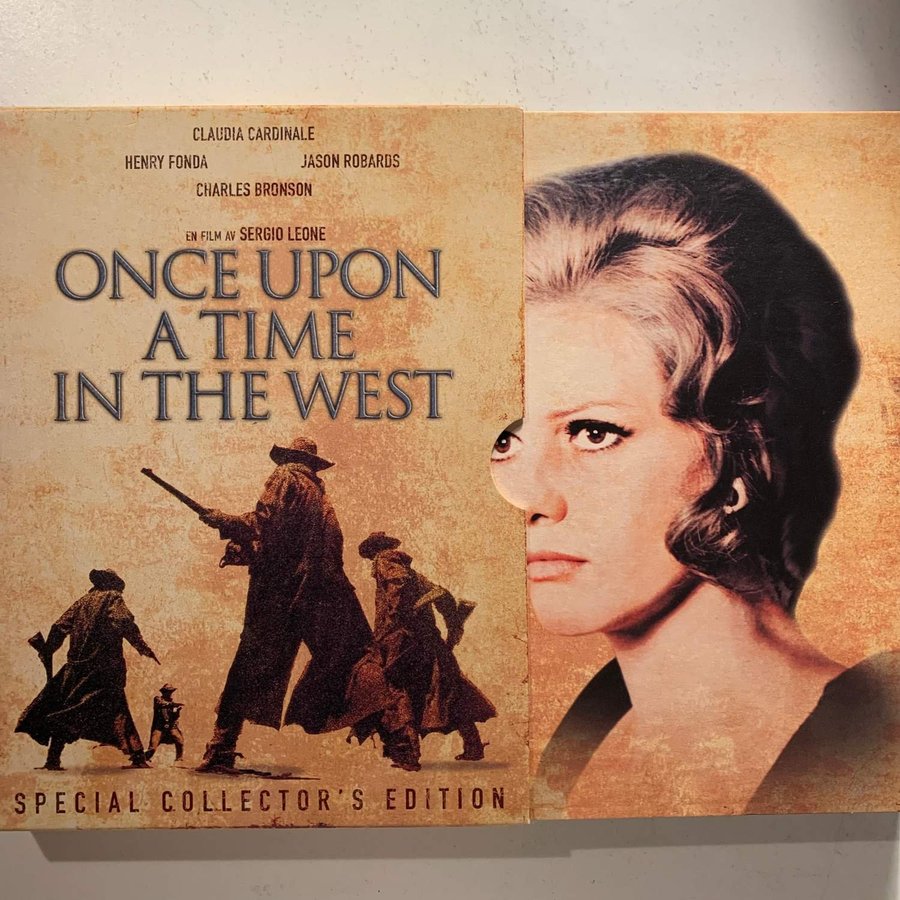 CLAUDIA CARDINALE
HENRY FONDA JASON ROBARDS
CHARLES BRONSON
EN FILM AV SERGIO LEONE
ONCE UPON
A TIME
IN THE WEST
SPECIAL COLLECTOR'S EDITION